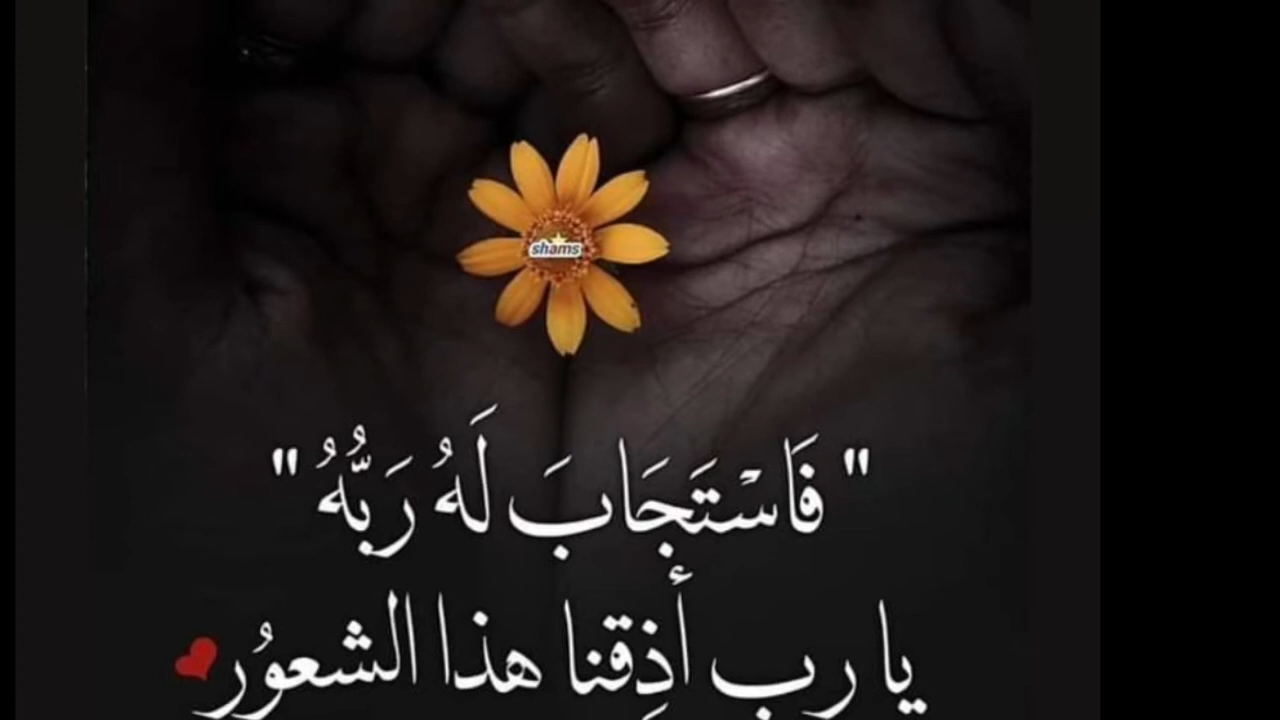 shams
" فَاسْتَجَابَ لَهُ رَبُّهُ "
يا رب أذِقنا هذا الشعوُر